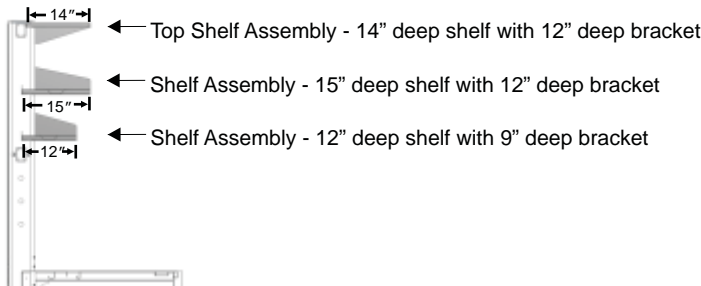 14″
Top Shelf Assembly - 14” deep shelf with 12” deep bracket
Shelf Assembly - 15” deep shelf with 12” deep bracket
15″
Shelf Assembly - 12” deep shelf with 9” deep bracket
12″